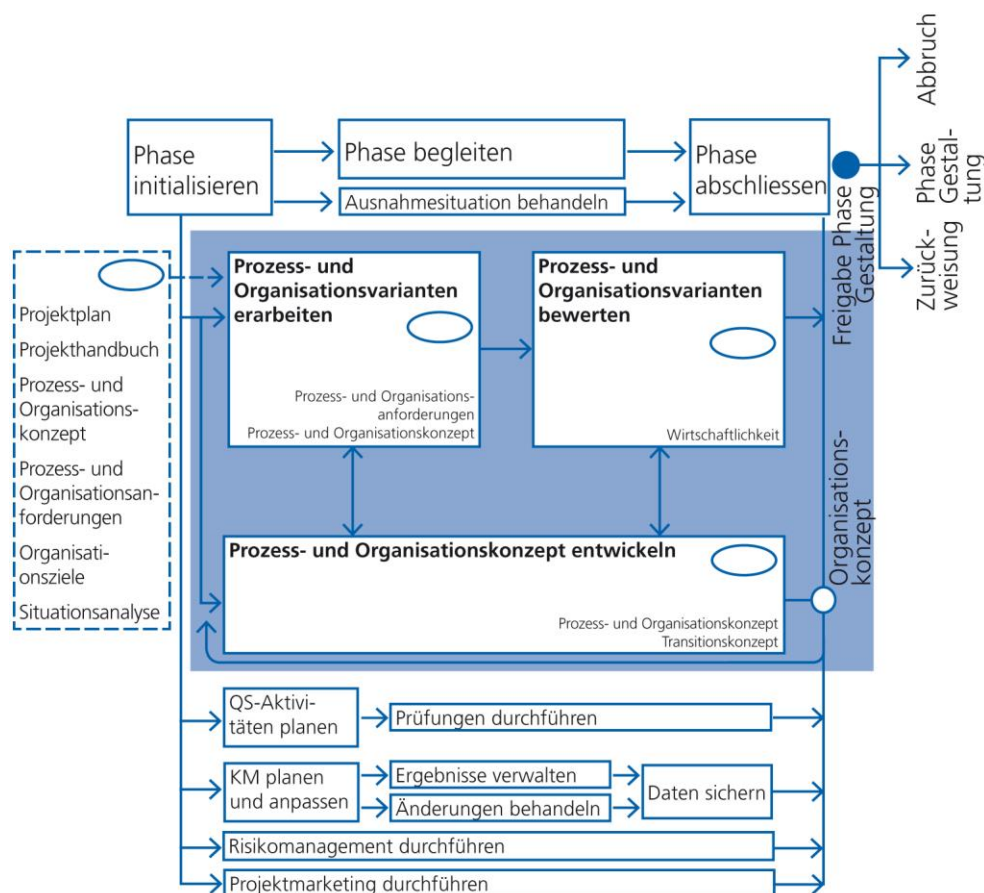 Abbruch
Phase
Gestal-
tung
Zurück-
weisung
Phase
initialisieren
Phase begleiten
Ausnahmesituation behandeln
Phase
abschliessen
Freigabe Phase
Gestaltung
Projektplan
Projekthandbuch
Prozess- und
Organisations-
konzept
Prozess- und
Organisationsan-
forderungen
Organisati-
onsziele
Situationsanalyse
Prozess- und
Organisationsvarianten
erarbeiten
Prozess- und Organisations-
anforderungen
Prozess- und Organisationskonzept
Prozess- und
Organisationsvarianten
bewerten
Wirtschaftlichkeit
Prozess- und Organisationskonzept entwickeln
Prozess- und Organisationskonzept
Transitionskonzept
Organisations-
konzept
QS-Aktivi-
täten planen
Prüfungen durchführen
KM planen
und anpassen
Ergebnisse verwalten
Änderungen behandeln
Daten sichern
Risikomanagement durchführen
Projektmarketing durchführen